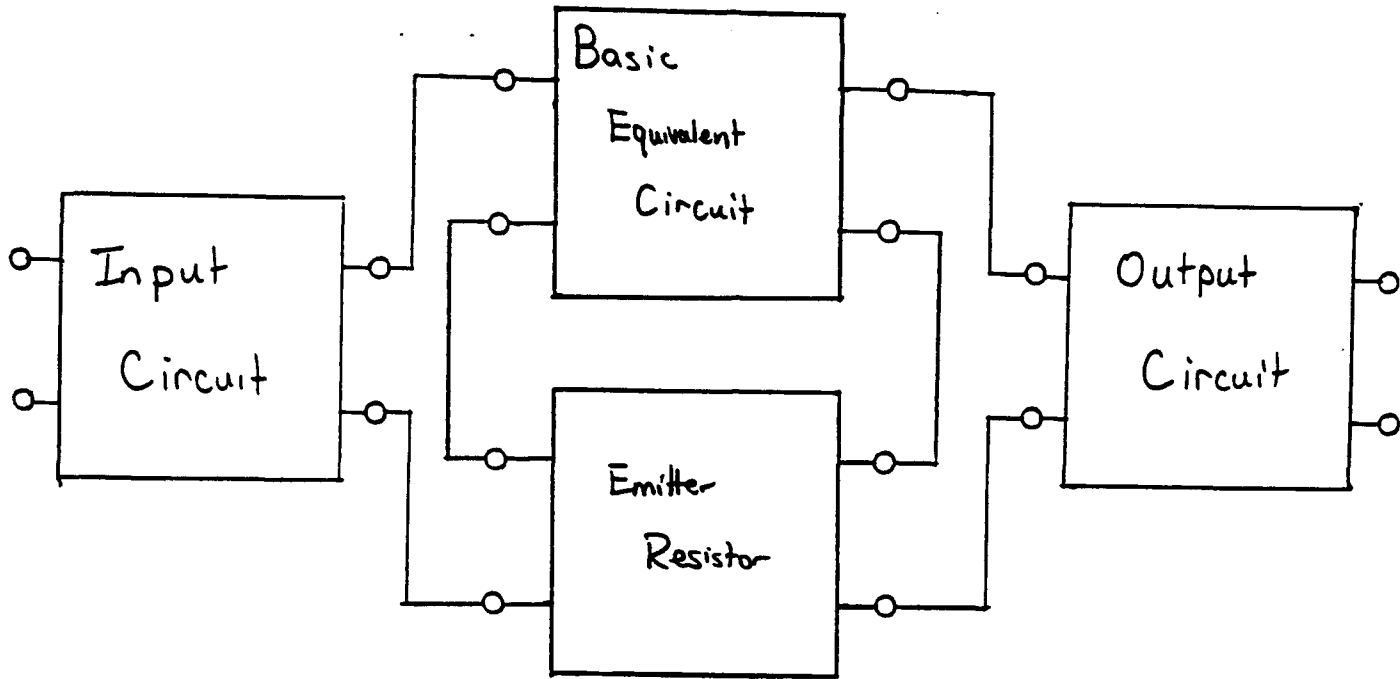 Basic
Equivalent
Circuit
Input
Circuit
Output
Circuit
Emitter
Resistor